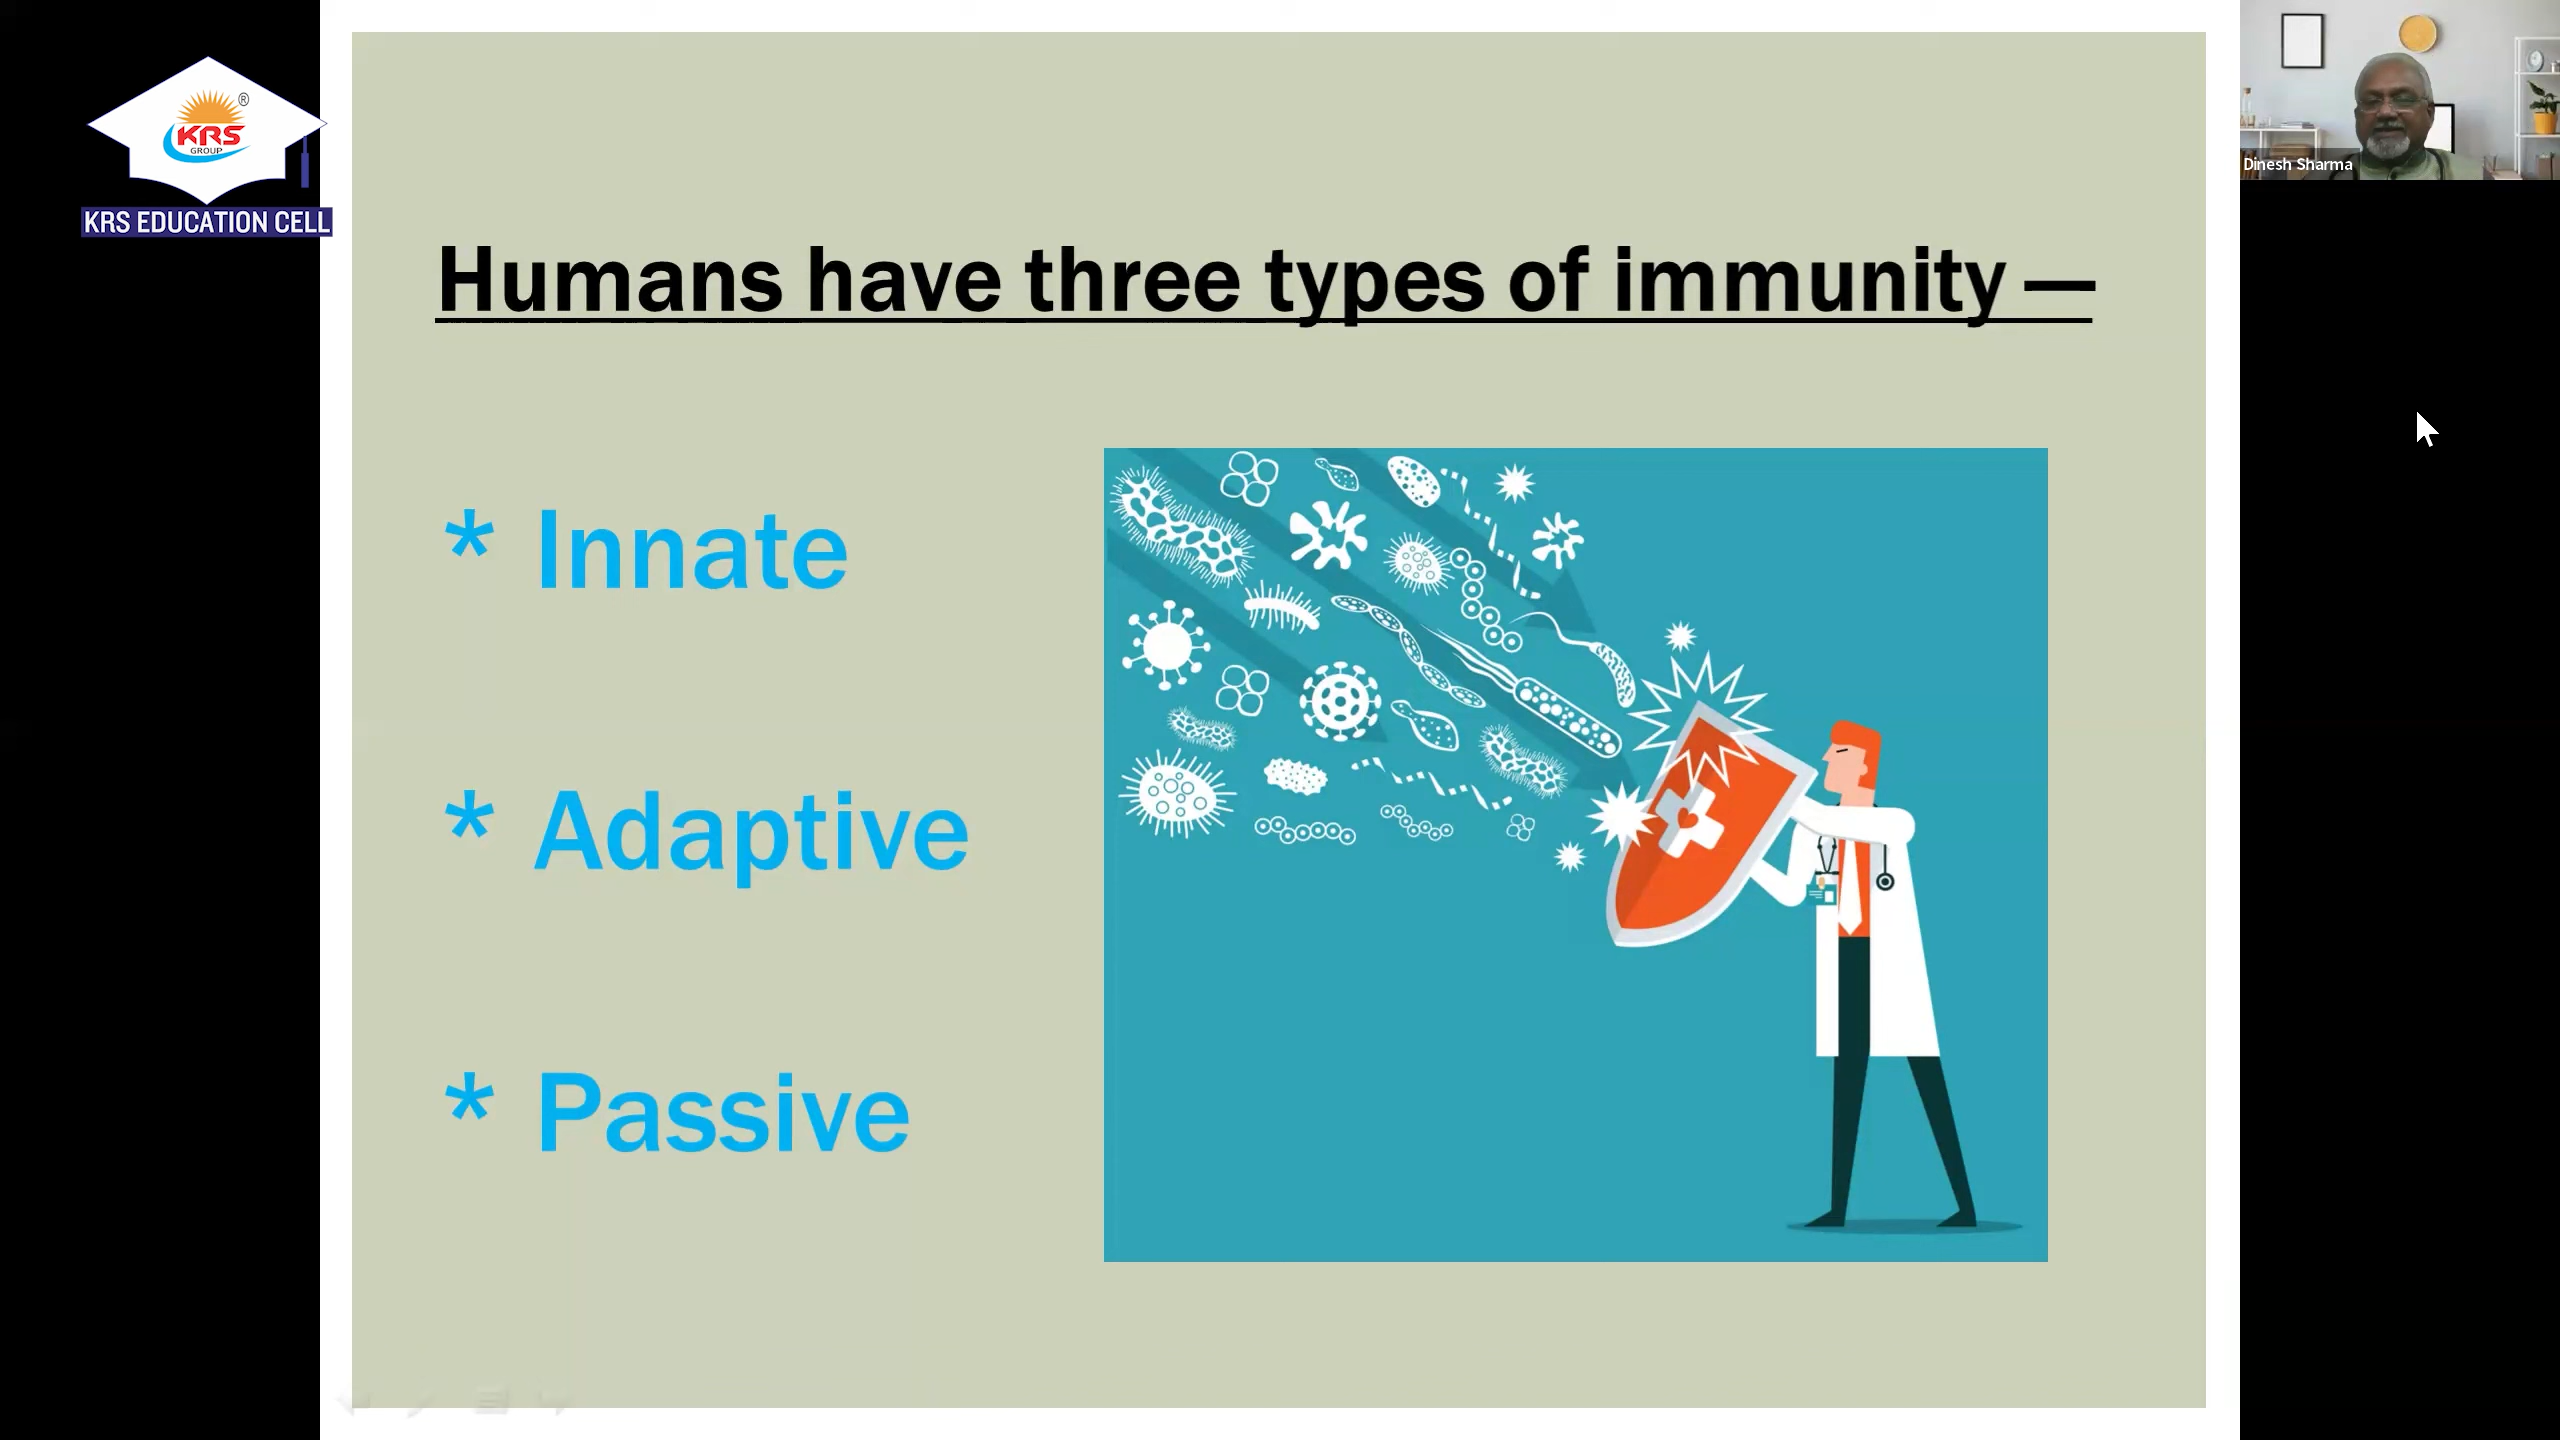 KRS
®
GROUP
KRS EDUCATION CELL
Dinesh Sharma
Humans have three types of immunity —
* Innate
* Adaptive
* Passive